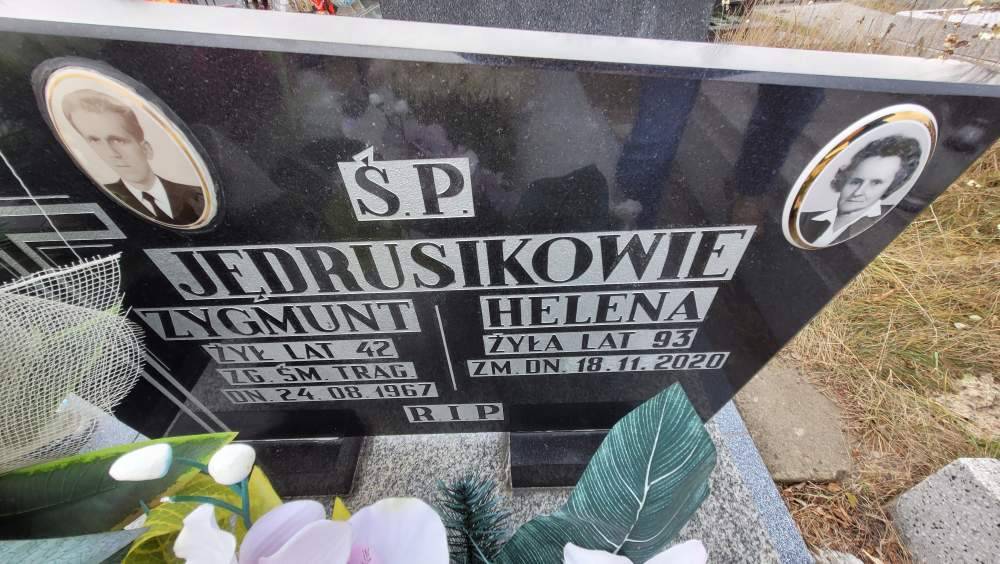 Ś.P.
JĘDRUSIKOWIE
ZYGMUNT
ŻYŁ LAT 42
ZG. ŚM. TRAG
DN. 24.08.1967
HELENA
ŻYŁA LAT 93
ZM. DN. 18.11.2020
R I P